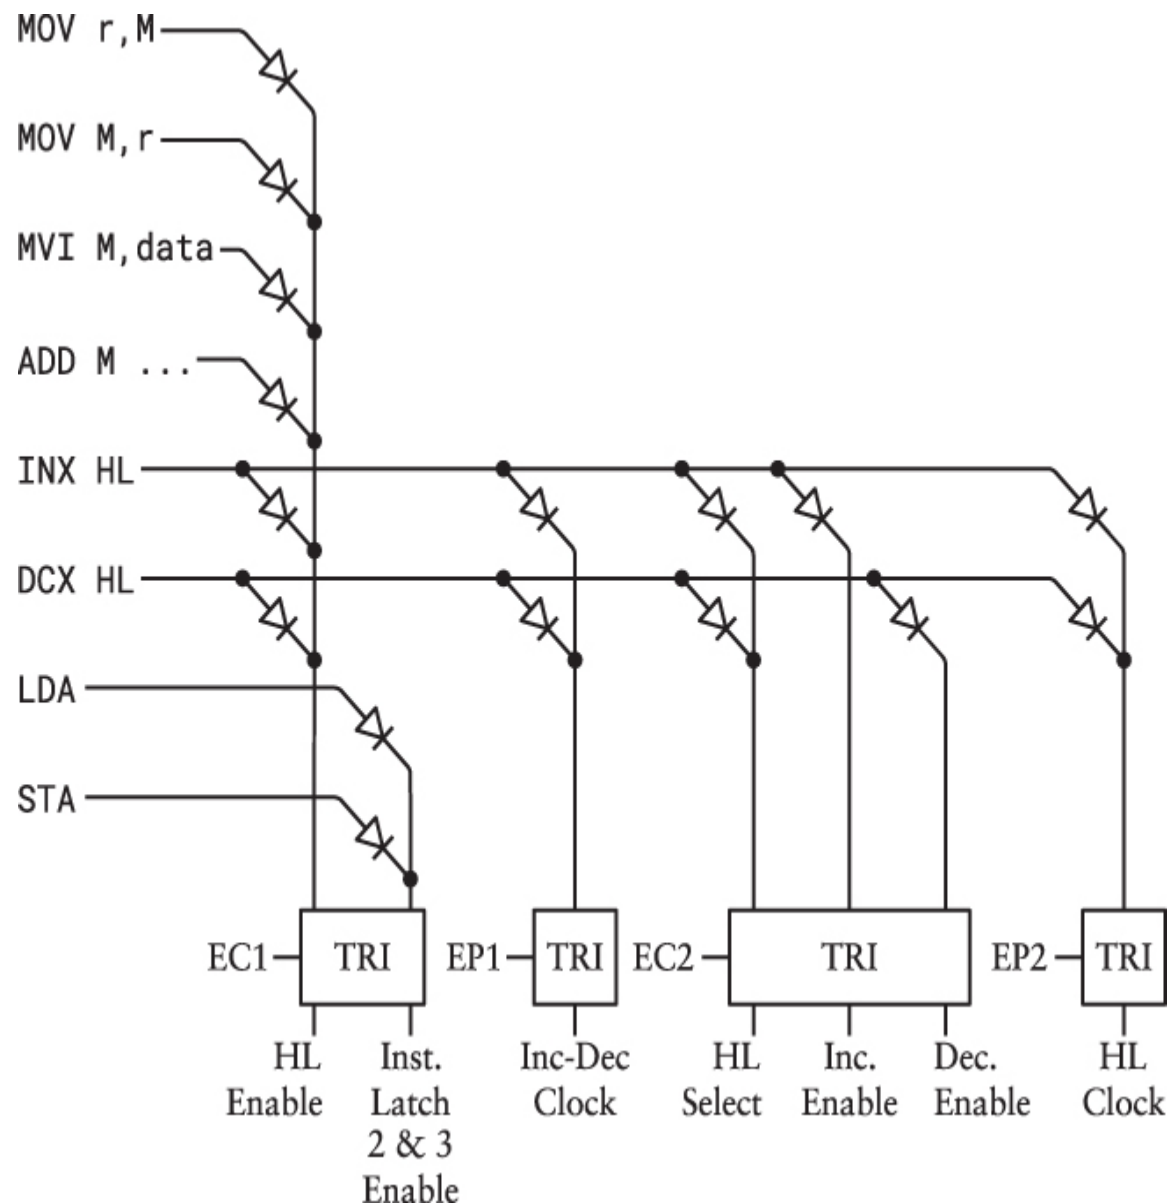 MOV r,M
MOV M,r
MVI M,data
ADD M ...
INX HL
DCX HL
LDA
STA
EC1 TRI EP1 TRI EC2 TRI EP2 TRI
HL Enable
Inst. Latch 2 & 3 Enable
Inc-Dec Clock
HL Select
Inc. Enable
Dec. Enable
HL Clock